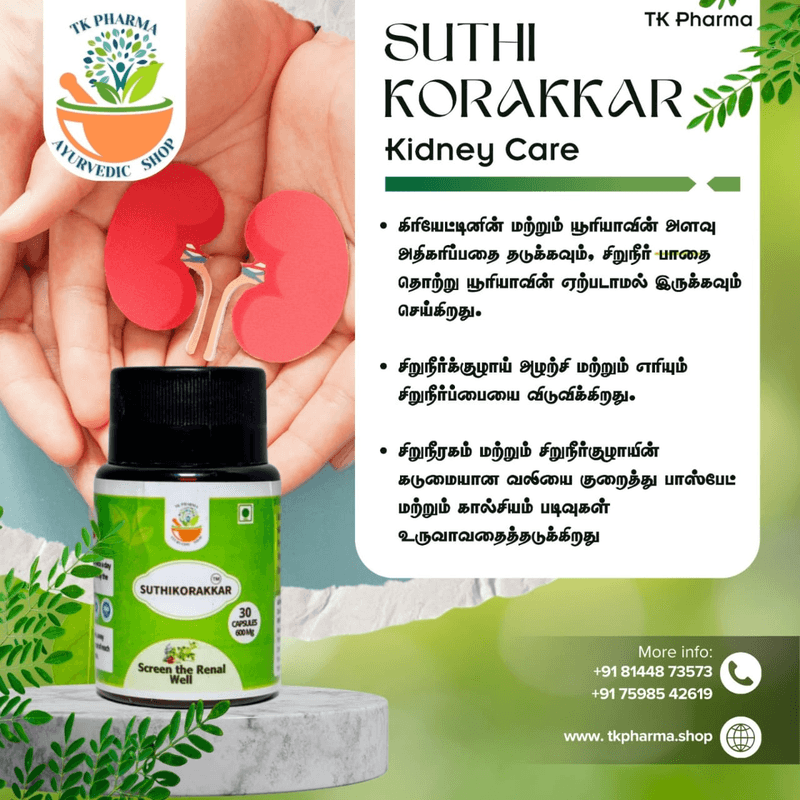 TK PHARMA
AYURVEDIC SHOP
TK Pharma
SUTHI
KORAKKAR
Kidney Care
• கிரியேட்டினின் மற்றும் யூரியாவின் அளவு
அதிகரிப்பதை தடுக்கவும், சிறுநீர் பாதை
தொற்று யூரியாவின் ஏற்படாமல் இருக்கவும்
செய்கிறது.
• சிறுநீர்க்குழாய் அழற்சி மற்றும் எரியும்
சிறுநீர்ப்பையை விடுவிக்கிறது.
• சிறுநீரகம் மற்றும் சிறுநீர்குழாயின்
கடுமையான வலியை குறைத்து பாஸ்பேட்
மற்றும் கால்சியம் படிவுகள்
உருவாவதைத்தடுக்கிறது
TK PHARMA
SUTHIKORAKKAR
TM
30
CAPSULES
600 Mg
Screen the Renal
Well
More info:
+91 81448 73573
+91 75985 42619
www. tkpharma.shop